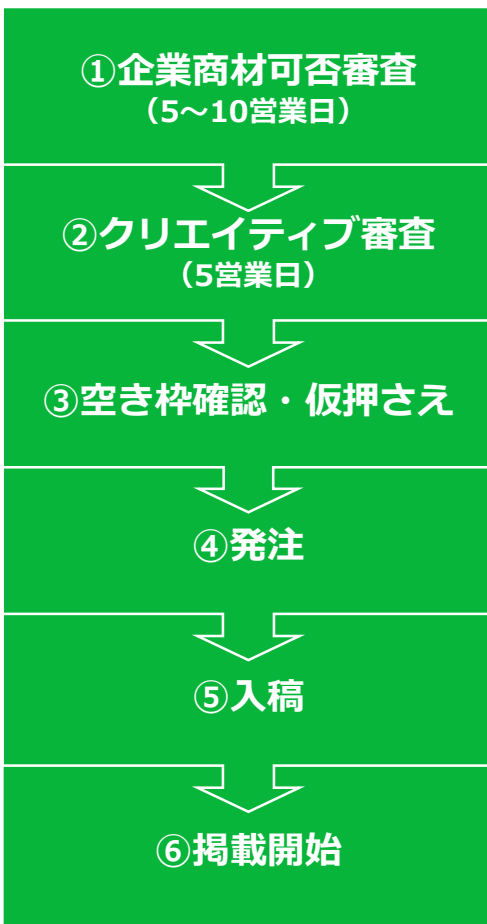 ①企業商材可否審査
（5～10営業日）
②クリエイティブ審査
（5営業日）
③空き枠確認・仮押さえ
④発注
⑤入稿
⑥掲載開始